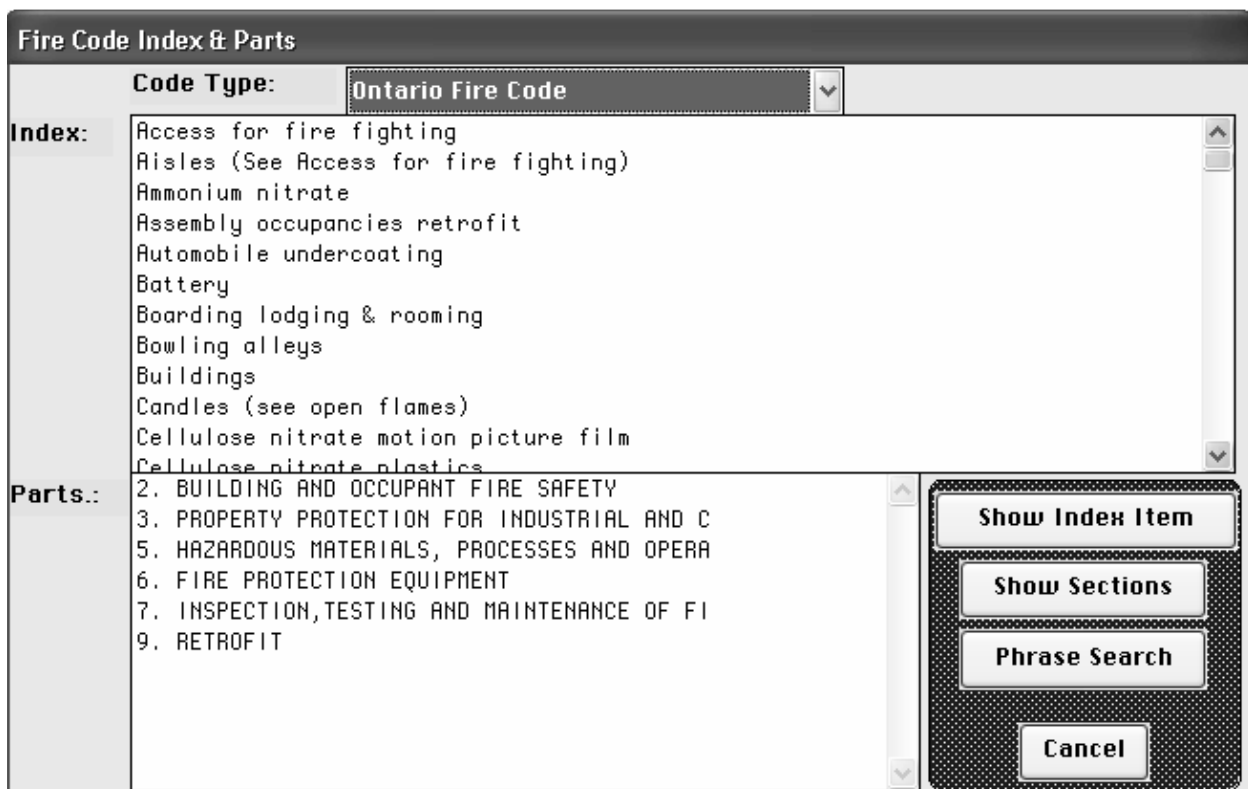 Fire Code Index & Parts
Code Type: Ontario Fire Code
Index:
Access for fire fighting
Aisles (See Access for fire fighting)
Ammonium nitrate
Assembly occupancies retrofit
Automobile undercoating
Battery
Boarding lodging & rooming
Bowling alleys
Buildings
Candles (see open flames)
Cellulose nitrate motion picture film
Cellulose nitrate plastics
Parts.:
2. BUILDING AND OCCUPANT FIRE SAFETY
3. PROPERTY PROTECTION FOR INDUSTRIAL AND C
5. HAZARDOUS MATERIALS, PROCESSES AND OPERA
6. FIRE PROTECTION EQUIPMENT
7. INSPECTION,TESTING AND MAINTENANCE OF FI
9. RETROFIT
Show Index Item
Show Sections
Phrase Search
Cancel